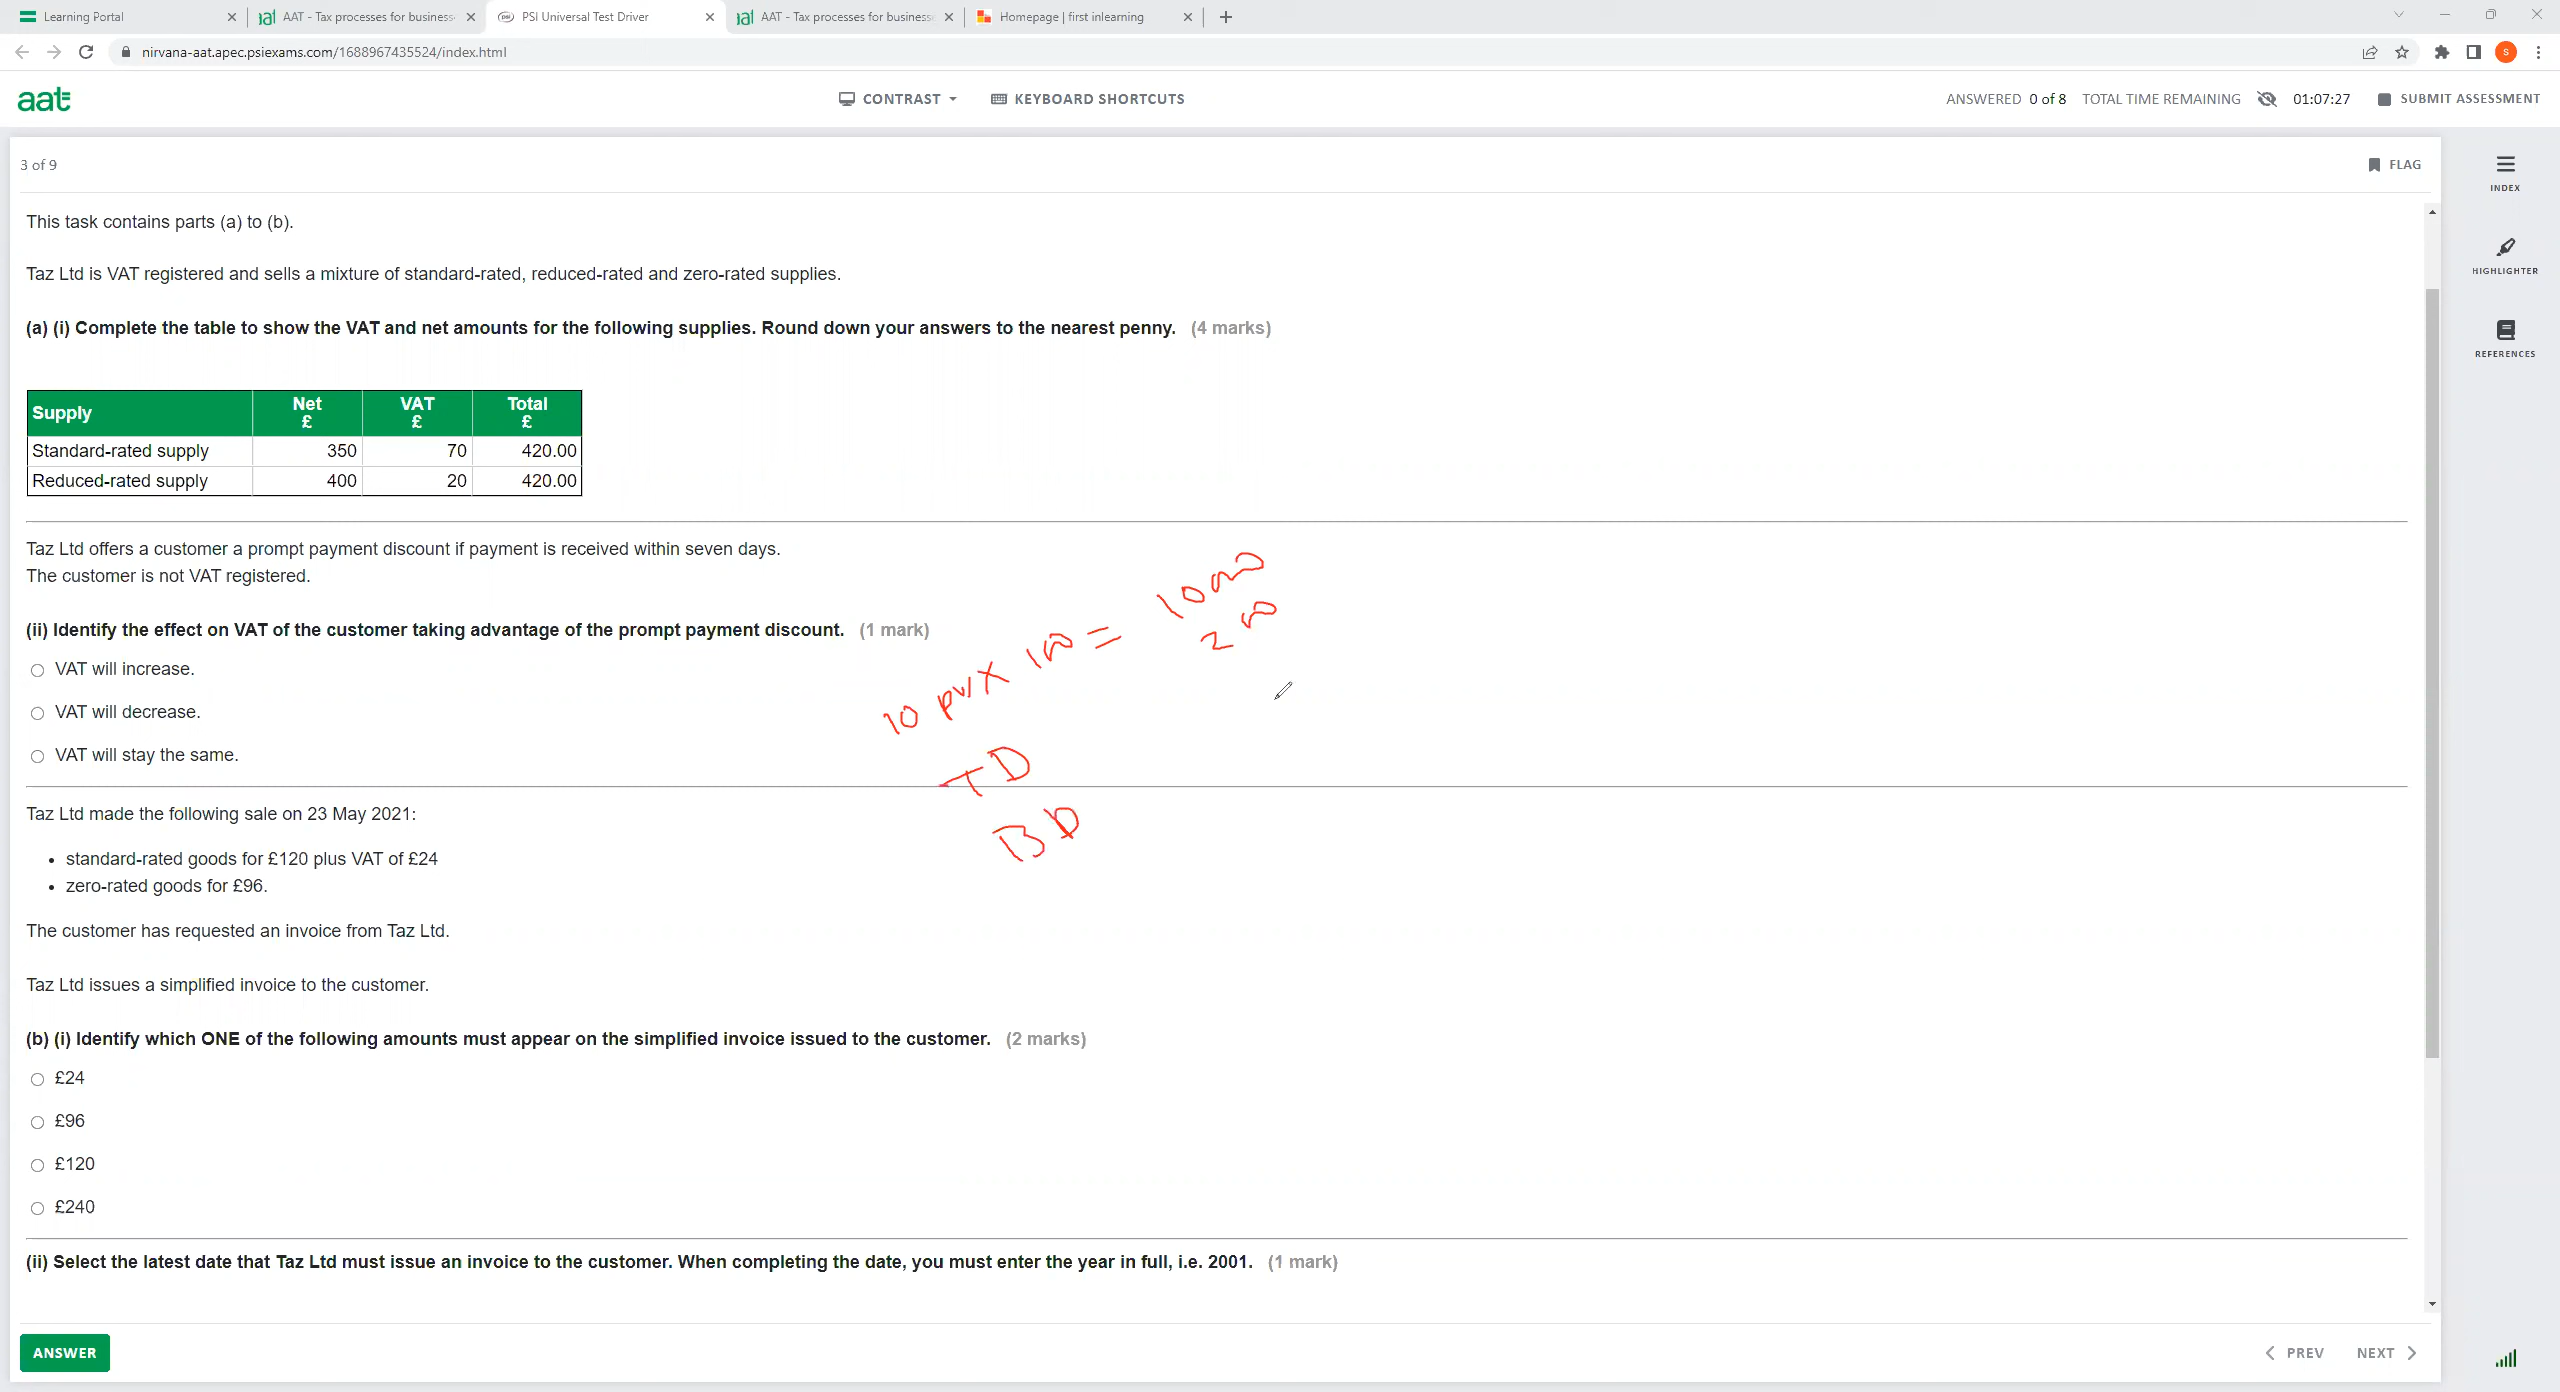 Learning Portal
AAT - Tax processes for business
PSI Universal Test Driver
AAT - Tax processes for business
Homepage | first inlearning
nirvana-aat.apec.psiexams.com/1688967435524/index.html
S
aat
CONTRAST
KEYBOARD SHORTCUTS
ANSWERED 0 of 8
TOTAL TIME REMAINING 01:07:27
SUBMIT ASSESSMENT
3 of 9
FLAG
INDEX
HIGHLIGHTER
REFERENCES
This task contains parts (a) to (b).
Taz Ltd is VAT registered and sells a mixture of standard-rated, reduced-rated and zero-rated supplies.
(a) (i) Complete the table to show the VAT and net amounts for the following supplies. Round down your answers to the nearest penny. (4 marks)
Supply Net £ VAT £ Total £
Standard-rated supply 350 70 420.00
Reduced-rated supply 400 20 420.00
Taz Ltd offers a customer a prompt payment discount if payment is received within seven days.
The customer is not VAT registered.
(ii) Identify the effect on VAT of the customer taking advantage of the prompt payment discount. (1 mark)
VAT will increase.
VAT will decrease.
VAT will stay the same.
10 px X 100 = 1000
200
TD
BD
Taz Ltd made the following sale on 23 May 2021:
• standard-rated goods for £120 plus VAT of £24
• zero-rated goods for £96.
The customer has requested an invoice from Taz Ltd.
Taz Ltd issues a simplified invoice to the customer.
(b) (i) Identify which ONE of the following amounts must appear on the simplified invoice issued to the customer. (2 marks)
£24
£96
£120
£240
(ii) Select the latest date that Taz Ltd must issue an invoice to the customer. When completing the date, you must enter the year in full, i.e. 2001. (1 mark)
ANSWER
PREV
NEXT